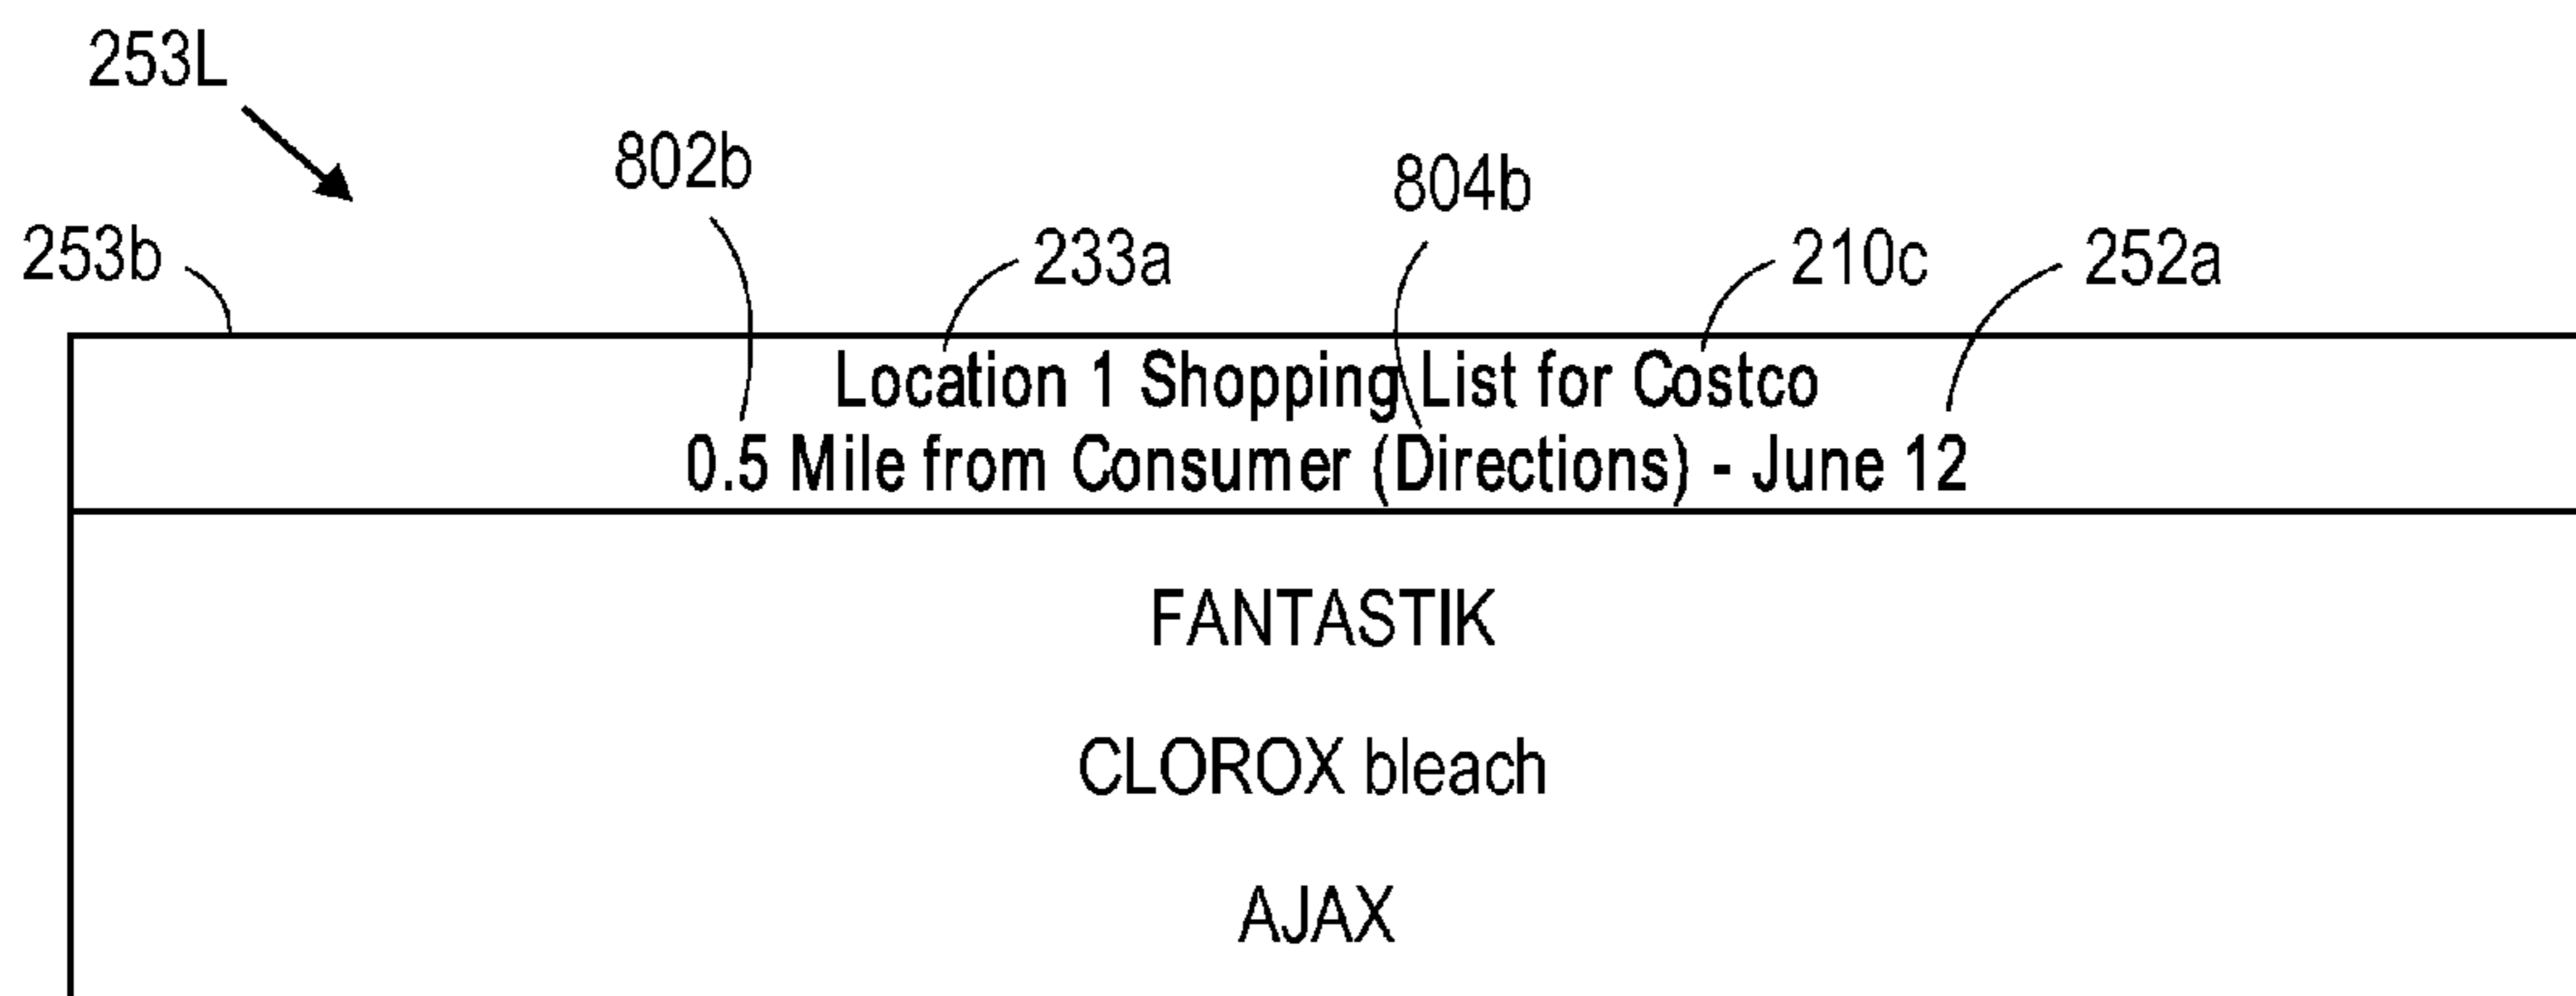 253L
802b
804b
253b
233a
210c
252a
Location 1 Shopping List for Costco
0.5 Mile from Consumer (Directions) - June 12
FANTASTIK
CLOROX bleach
AJAX